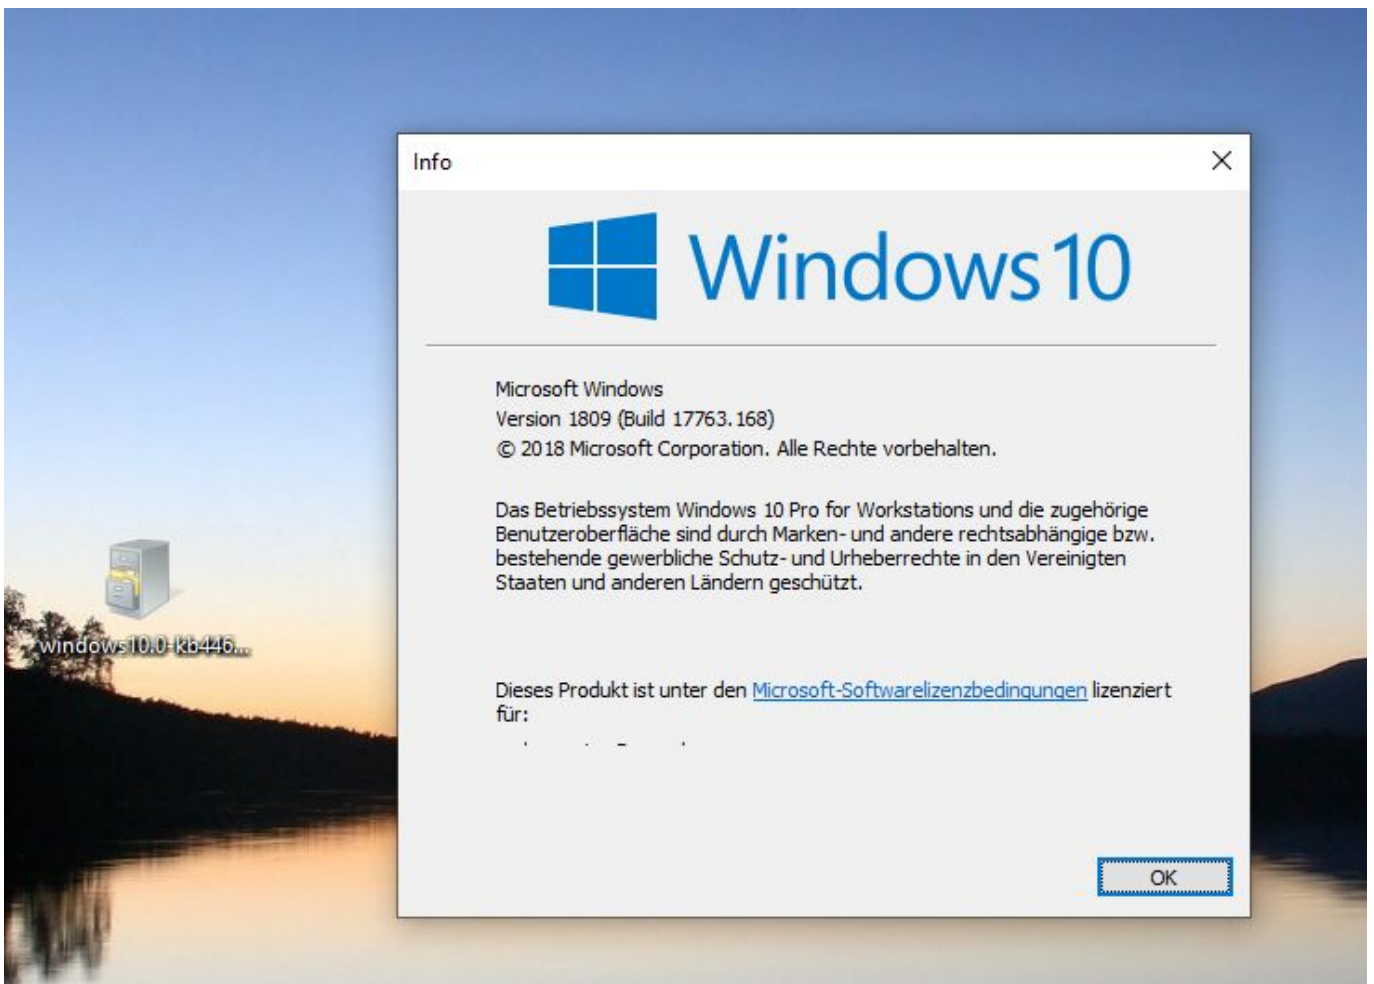 Info
Windows 10
Microsoft Windows
Version 1809 (Build 17763.168)
© 2018 Microsoft Corporation. Alle Rechte vorbehalten.
Das Betriebssystem Windows 10 Pro for Workstations und die zugehörige
Benutzeroberfläche sind durch Marken- und andere rechtsabhängige bzw.
bestehende gewerbliche Schutz- und Urheberrechte in den Vereinigten
Staaten und anderen Ländern geschützt.
windows10.0-kb446...
Dieses Produkt ist unter den Microsoft-Softwarelizenzbedingungen lizenziert
für:
OK